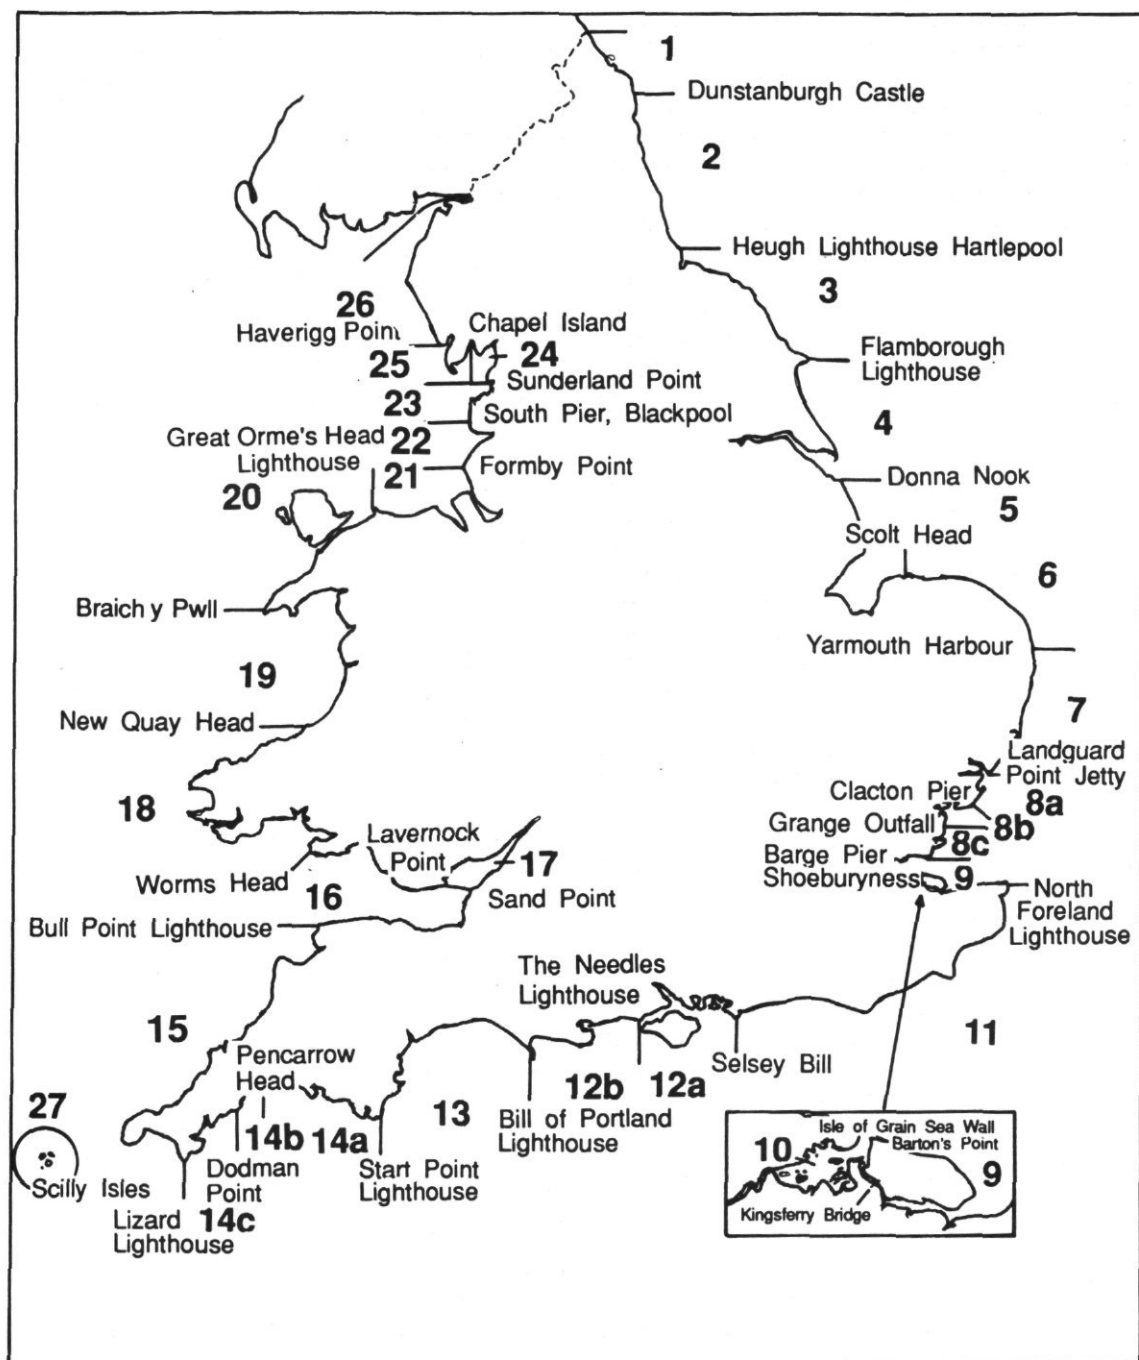 1
Dunstanburgh Castle
2
Heugh Lighthouse Hartlepool
3
26
Haverigg Point
Chapel Island
24
25
Flamborough
Lighthouse
Sunderland Point
23
South Pier, Blackpool
4
Great Orme's Head
Lighthouse
22
Formby Point
21
20
Donna Nook
5
Scolt Head
6
Braich y Pwll
Yarmouth Harbour
19
New Quay Head
7
Landguard
Point Jetty
Clacton Pier
8a
18
Grange Outfall
8b
Lavernock
Point
8c
17
Barge Pier
Shoeburyness
9
Worms Head
16
Sand Point
North
Foreland
Lighthouse
Bull Point Lighthouse
The Needles
Lighthouse
15
11
Pencarrow
Head
Selsey Bill
12b
12a
27
13
Bill of Portland
Lighthouse
14b
14a
Dodman
Point
Start Point
Lighthouse
Scilly Isles
Lizard
Lighthouse
14c
Isle of Grain Sea Wall
Barton's Point
10
9
Kingsferry Bridge